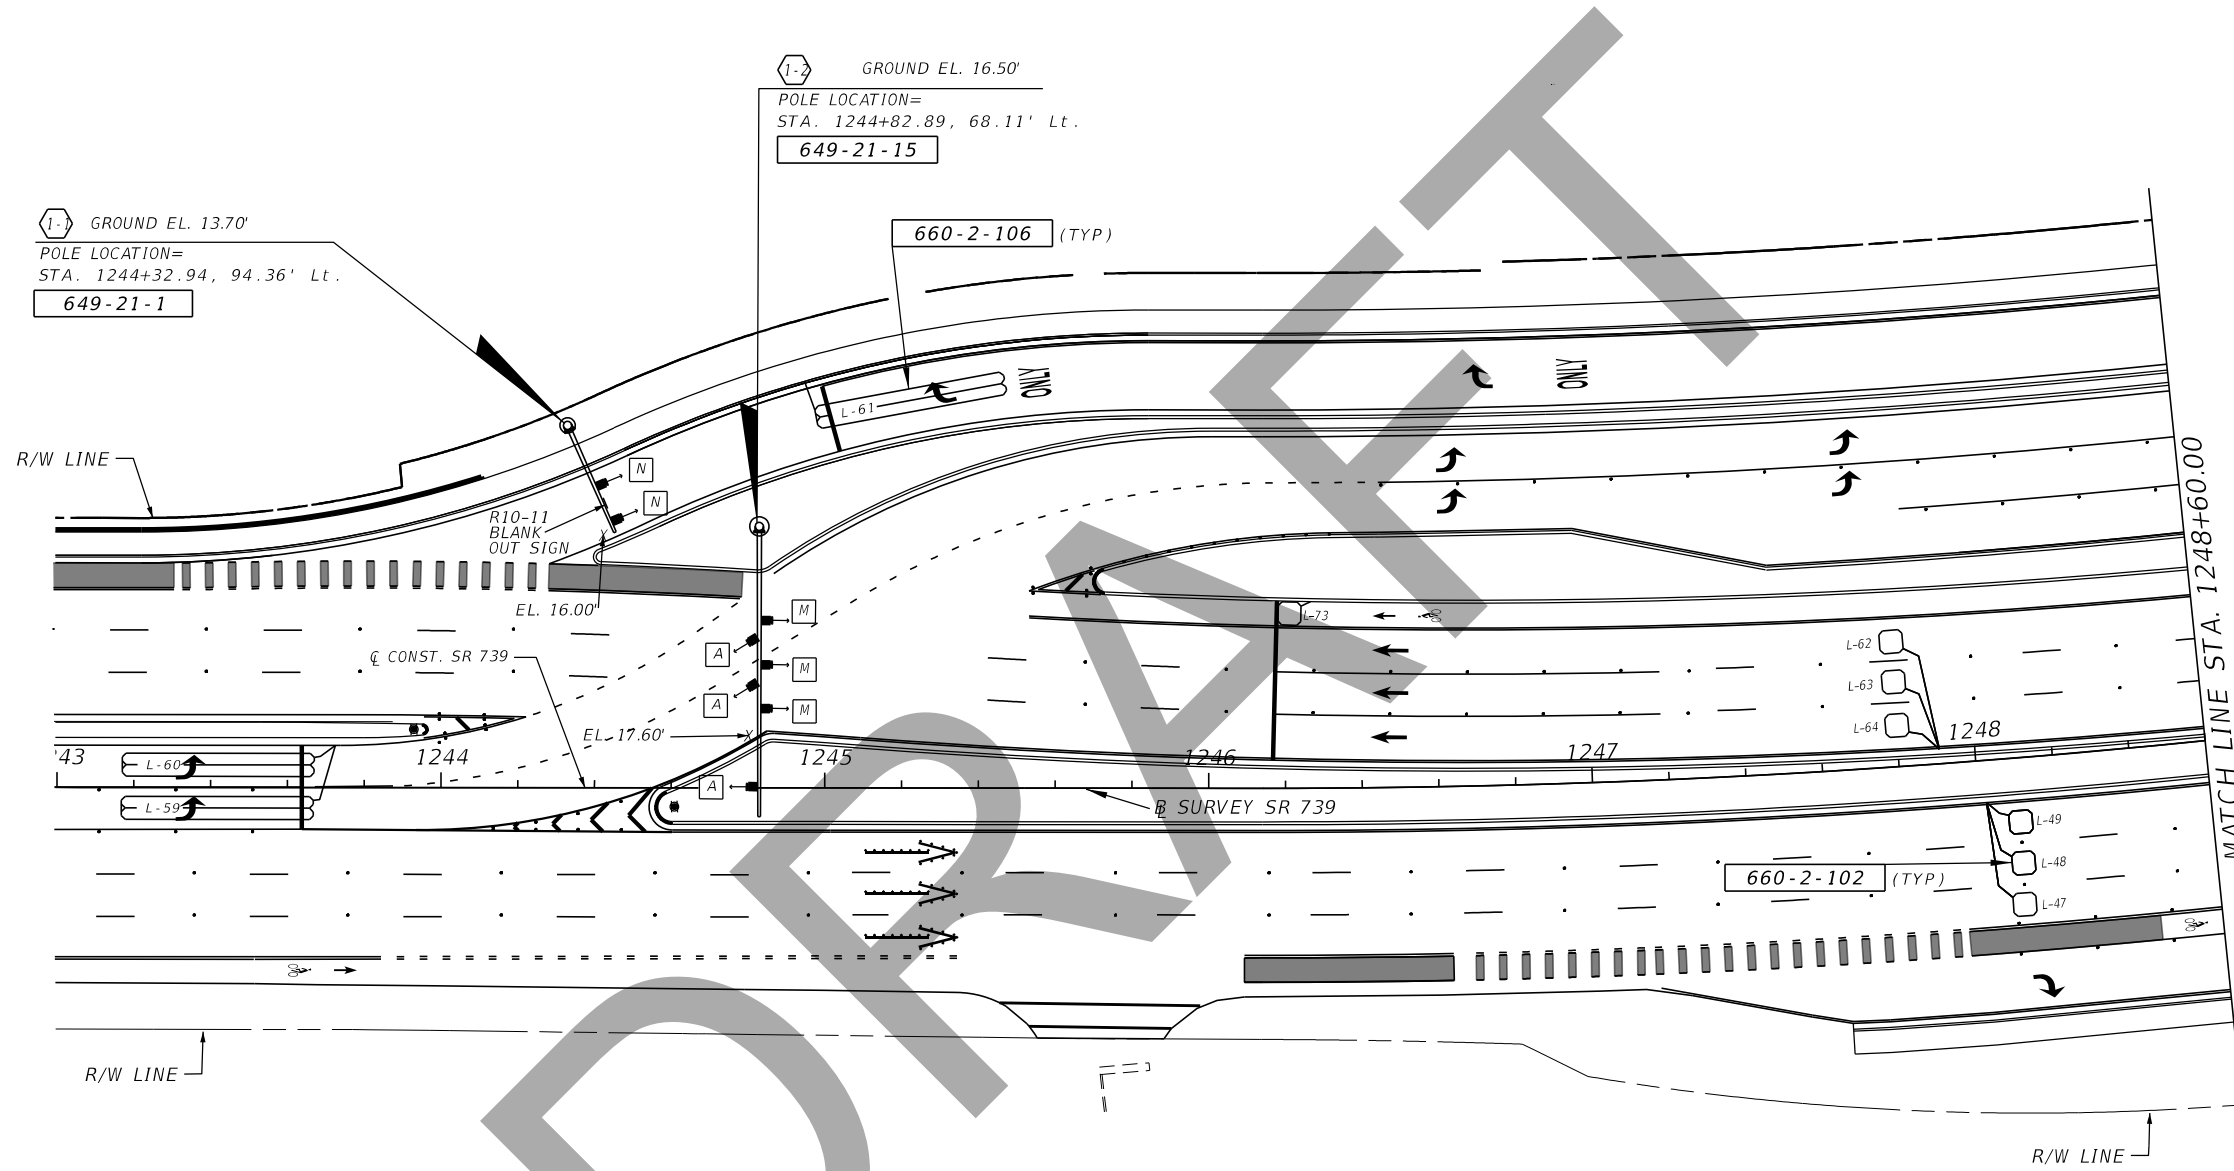 1-2
GROUND EL. 16.50'
POLE LOCATION=
STA. 1244+82.89, 68.11' Lt.
649-21-15
1-1
GROUND EL. 13.70'
POLE LOCATION=
STA. 1244+32.94, 94.36' Lt.
649-21-1
660-2-106 (TYP)
ONLY
ONLY
L-61
R/W LINE
N
N
R10-11
BLANK
OUT SIGN
EL. 16.00'
M
A
M
A
M
A
℄ CONST. SR 739
EL. 17.60'
L-73
L-62
L-63
L-64
'43
1244
1245
1246
1247
1248
L-60
L-59
BL SURVEY SR 739
L-49
L-48
L-47
660-2-102 (TYP)
MATCH LINE STA. 1248+60.00
R/W LINE
R/W LINE
DRAFT